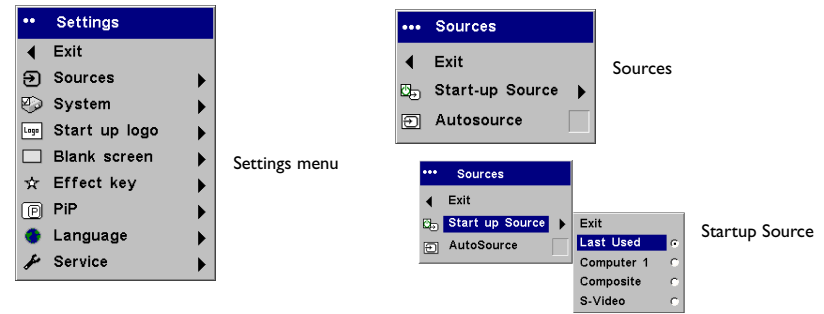 Settings
Exit
Sources
System
Logo Start up logo
Blank screen
Effect key
P PiP
Language
Service
Settings menu
Sources
Exit
Start-up Source
Autosource
Sources
Sources
Exit
Start up Source
AutoSource
Exit
Last Used
Computer 1
Composite
S-Video
Startup Source